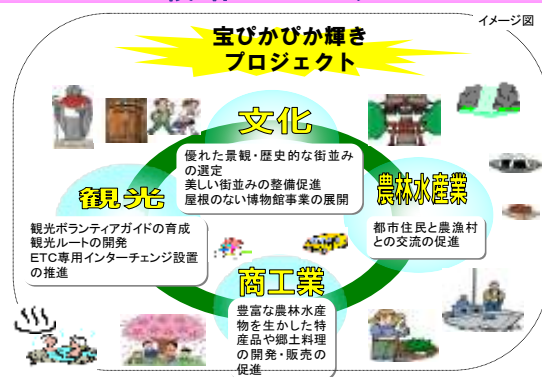 イメージ図
宝ぴかぴか輝き
プロジェクト
文化
優れた景観・歴史的な街並み
の選定
美しい街並みの整備促進
屋根のない博物館事業の展開
観光
観光ボランティアガイドの育成
観光ルートの開発
ETC専用インターチェンジ設置
の推進
農林水産業
都市住民と農漁村
との交流の促進
商工業
豊富な農林水産
物を生かした特
産品や郷土料理
の開発・販売の
促進